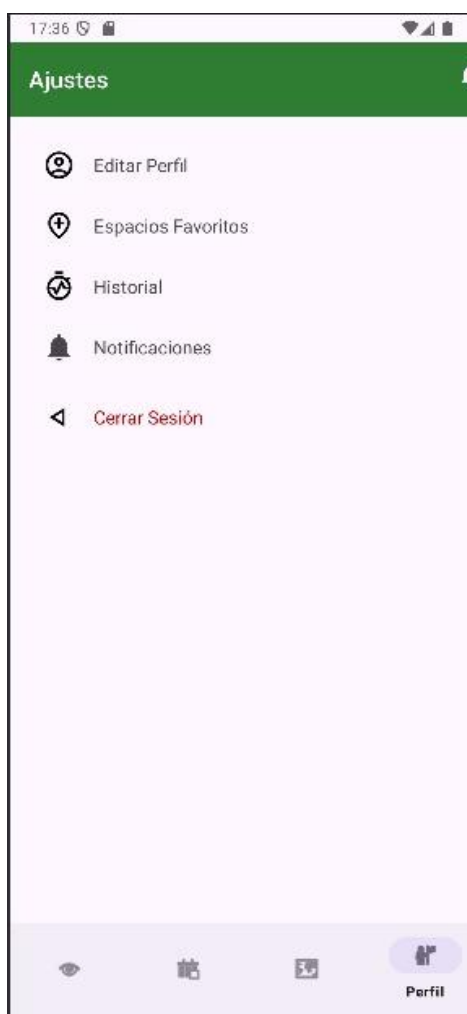 17:36
Ajustes
Editar Perfil
Espacios Favoritos
Historial
Notificaciones
Cerrar Sesión
Perfil